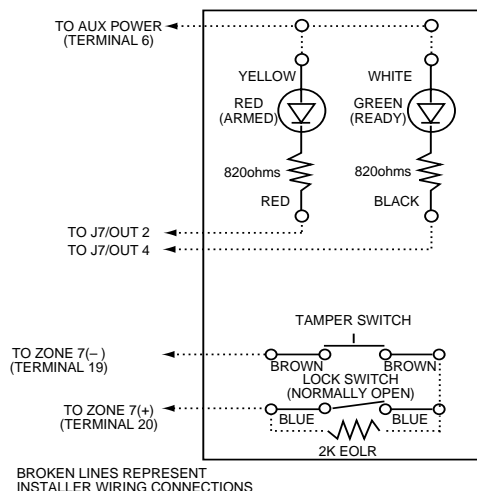 TO AUX POWER
(TERMINAL 6)
YELLOW
WHITE
RED
(ARMED)
GREEN
(READY)
820ohms
820ohms
RED
BLACK
TO J7/OUT 2
TO J7/OUT 4
TAMPER SWITCH
TO ZONE 7(–)
(TERMINAL 19)
BROWN
BROWN
LOCK SWITCH
(NORMALLY OPEN)
TO ZONE 7(+)
(TERMINAL 20)
BLUE
BLUE
2K EOLR
BROKEN LINES REPRESENT
INSTALLER WIRING CONNECTIONS